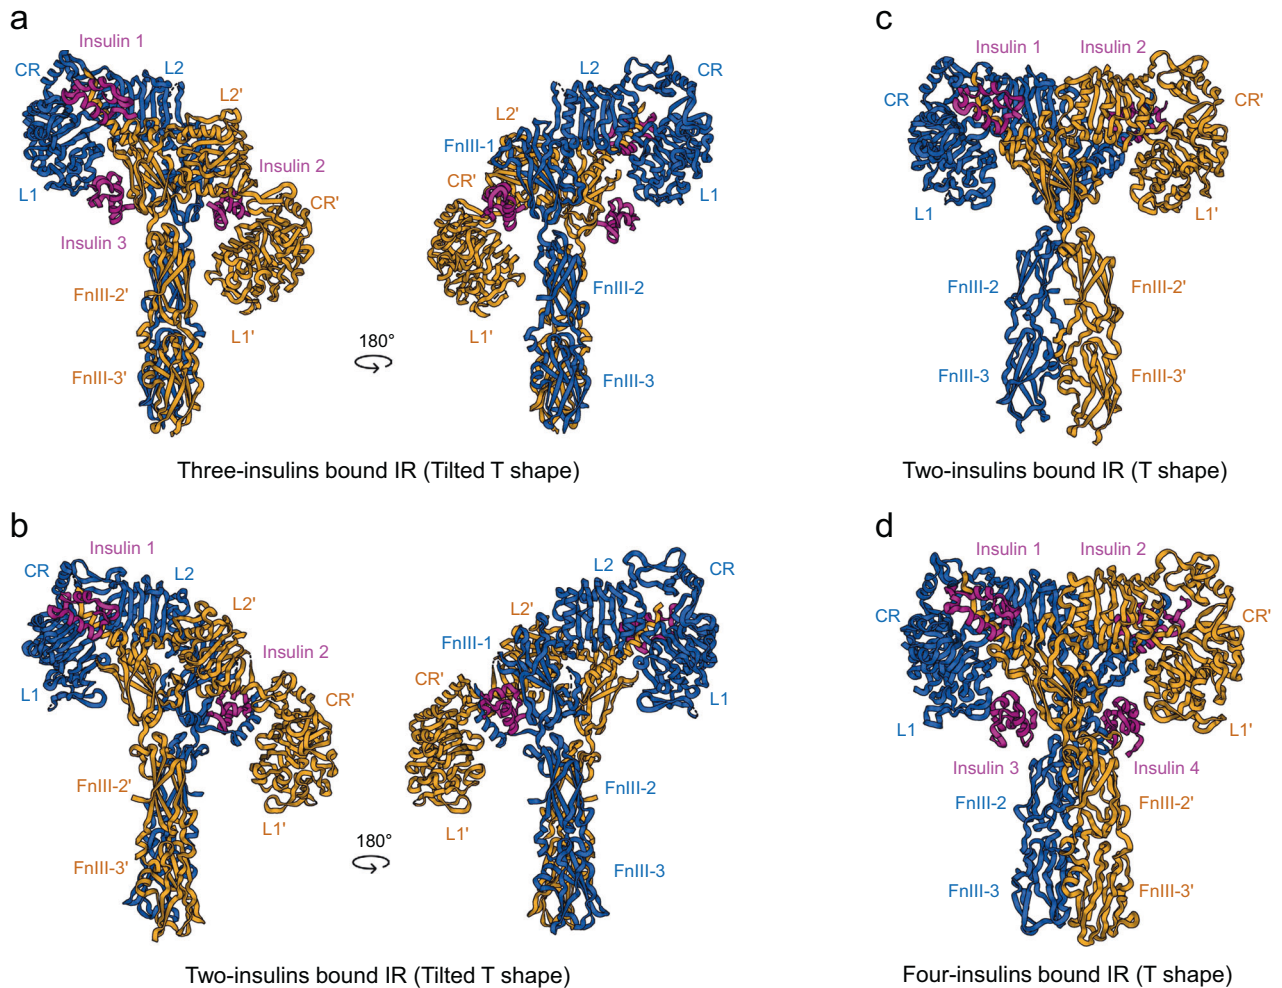 a
Insulin 1
CR
L2
L2'
Insulin 2
CR'
L1
Insulin 3
FnIII-2'
L1'
FnIII-3'
180°
L2
CR
L2'
FnIII-1
CR'
L1
FnIII-2
L1'
FnIII-3
Three-insulins bound IR (Tilted T shape)
b
Insulin 1
CR
L2
L2'
Insulin 2
CR'
L1
FnIII-2'
L1'
FnIII-3'
180°
L2
CR
L2'
FnIII-1
CR'
L1
FnIII-2
L1'
FnIII-3
Two-insulins bound IR (Tilted T shape)
c
Insulin 1
Insulin 2
CR
CR'
L1
L1'
FnIII-2
FnIII-2'
FnIII-3
FnIII-3'
Two-insulins bound IR (T shape)
d
Insulin 1
Insulin 2
CR
CR'
L1
L1'
Insulin 3
Insulin 4
FnIII-2
FnIII-2'
FnIII-3
FnIII-3'
Four-insulins bound IR (T shape)